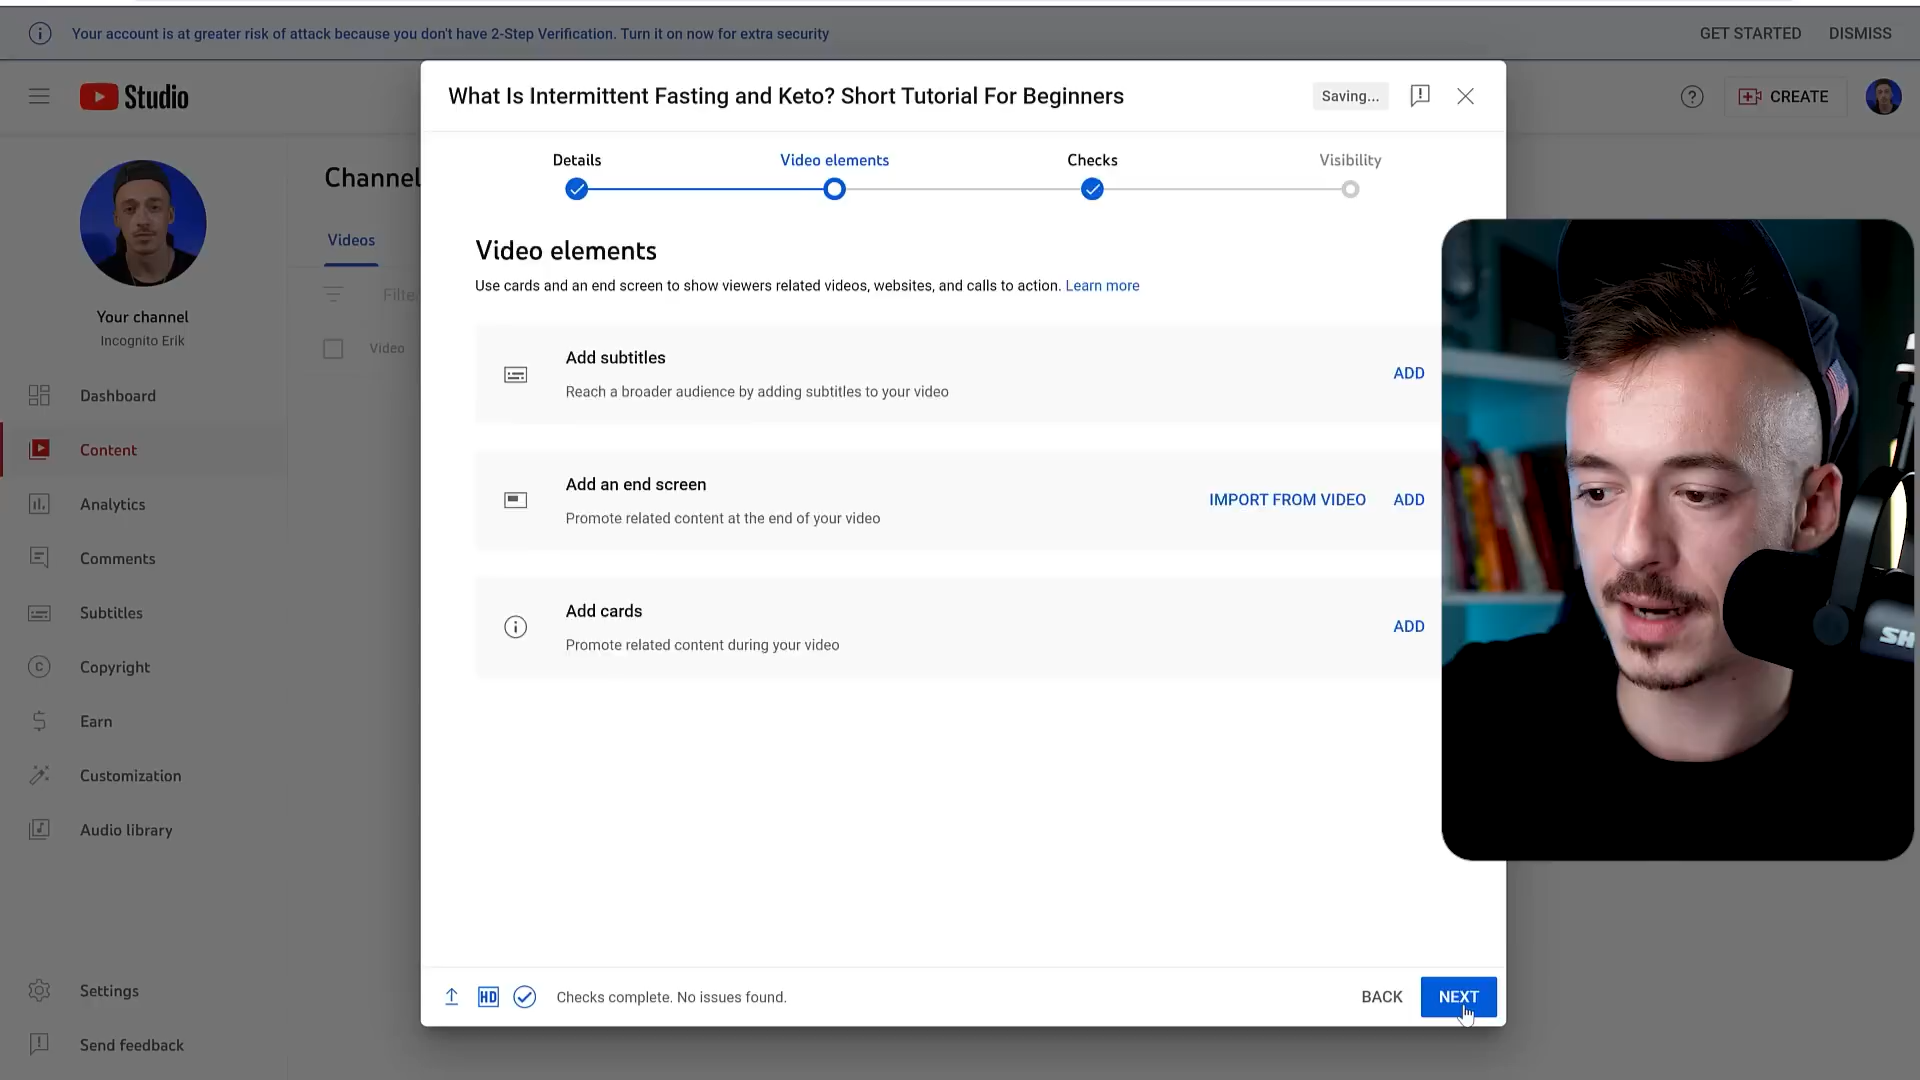 Your account is at greater risk of attack because you don't have 2-Step Verification. Turn it on now for extra security
GET STARTED
DISMISS
Studio
What Is Intermittent Fasting and Keto? Short Tutorial For Beginners
Saving...
CREATE
Details
Video elements
Checks
Visibility
Channel
Videos
Filte
Video
Your channel
Incognito Erik
Dashboard
Content
Analytics
Comments
Subtitles
Copyright
Earn
Customization
Audio library
Settings
Send feedback
Video elements
Use cards and an end screen to show viewers related videos, websites, and calls to action. Learn more
Add subtitles
Reach a broader audience by adding subtitles to your video
ADD
Add an end screen
Promote related content at the end of your video
IMPORT FROM VIDEO
ADD
Add cards
Promote related content during your video
ADD
SH
HD
Checks complete. No issues found.
BACK
NEXT